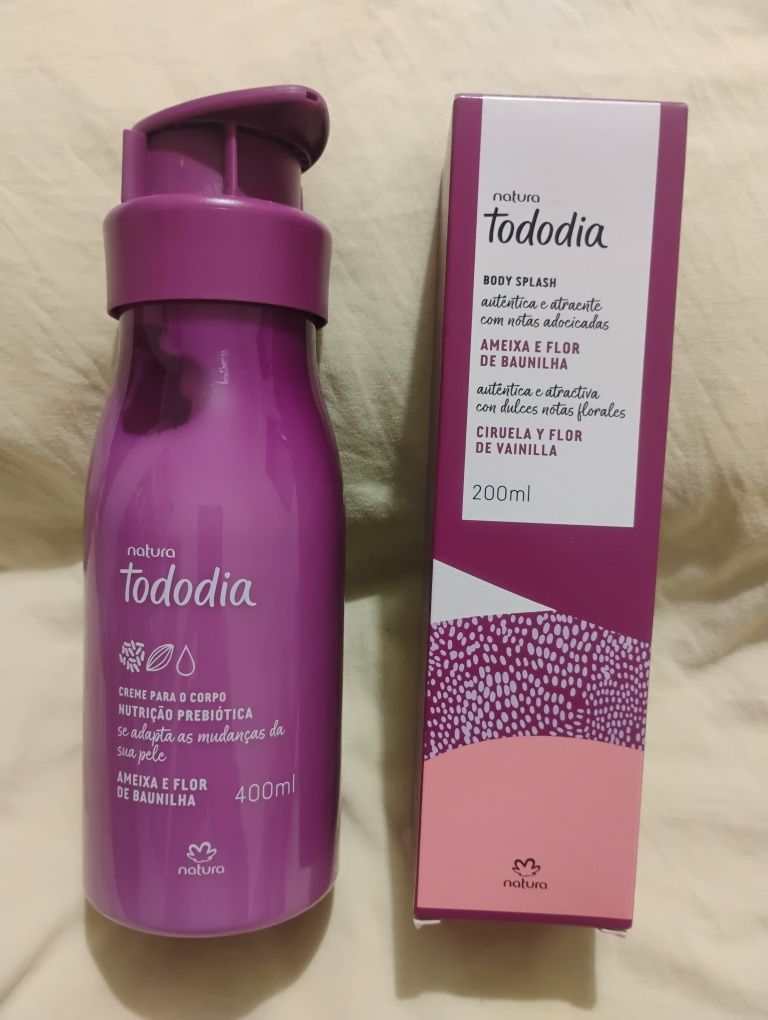 natura
tododia
CREME PARA O CORPO
NUTRIÇÃO PREBIÓTICA
se adapta as mudanças da
sua pele
AMEIXA E FLOR
DE BAUNILHA
400ml
natura
natura
tododia
BODY SPLASH
autêntica e atraente
com notas adocicadas
AMEIXA E FLOR
DE BAUNILHA
auténtica e atractiva
con dulces notas florales
CIRUELA Y FLOR
DE VAINILLA
200ml
natura